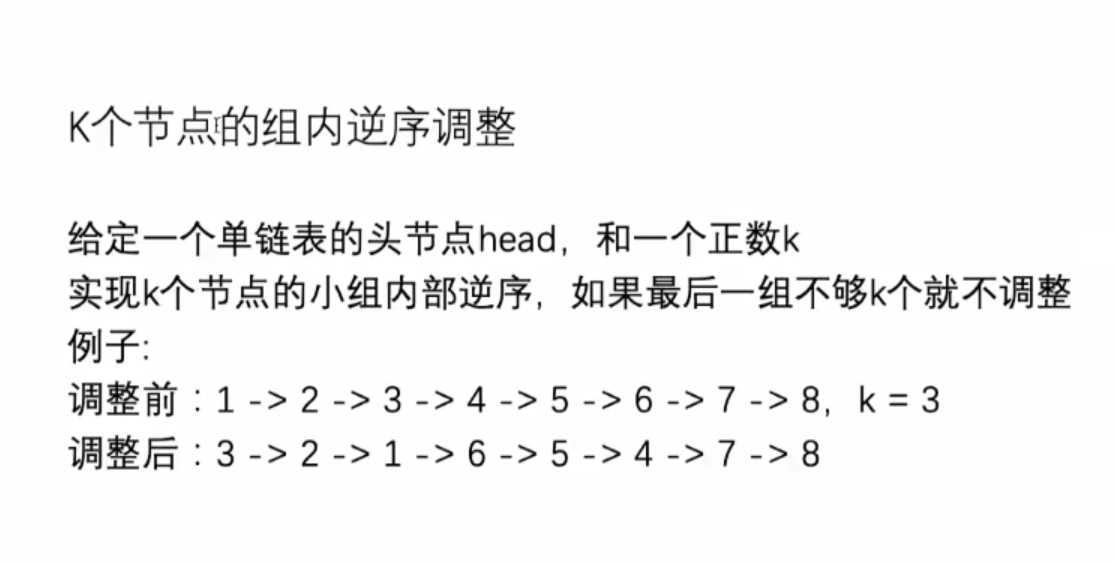 K个节点的组内逆序调整
给定一个单链表的头节点head，和一个正数k
实现k个节点的小组内部逆序，如果最后一组不够k个就不调整
例子:
调整前 : 1 -> 2 -> 3 -> 4 -> 5 -> 6 -> 7 -> 8, k = 3
调整后 : 3 -> 2 -> 1 -> 6 -> 5 -> 4 -> 7 -> 8